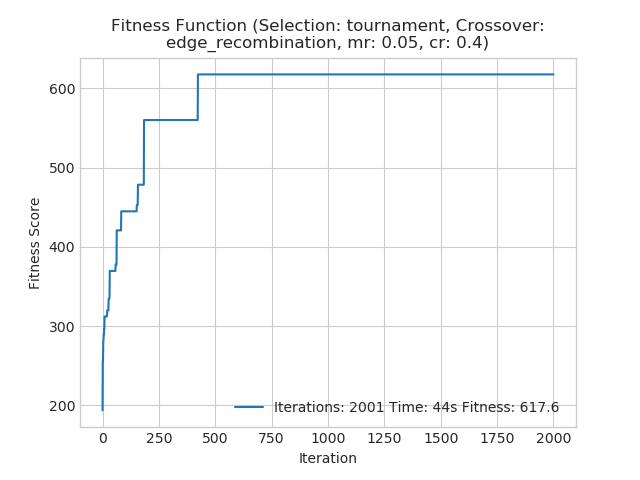 Fitness Function (Selection: tournament, Crossover:
edge_recombination, mr: 0.05, cr: 0.4)
Fitness Score
600
500
400
300
200
Iterations: 2001 Time: 44s Fitness: 617.6
0 250 500 750 1000 1250 1500 1750 2000
Iteration